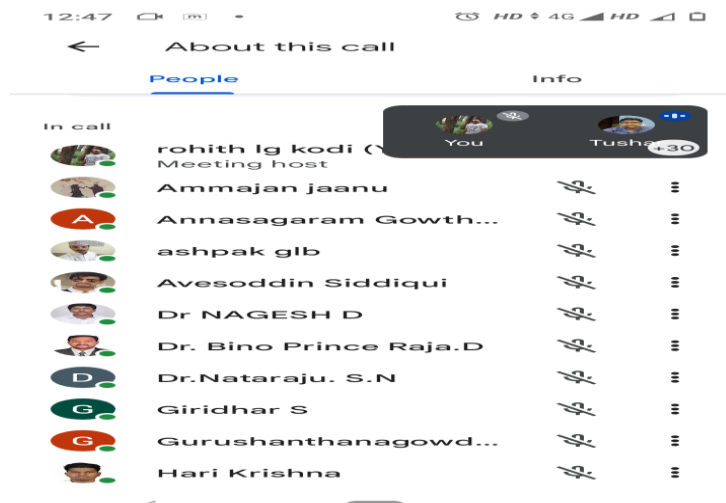 12:47 m HD 4G HD
About this call
People Info
In call
You Tusha +30
rohith lg kodi (Y
Meeting host
Ammajan jaanu
A Annasagaram Gowth...
ashpak glb
Avesoddin Siddiqui
Dr NAGESH D
Dr. Bino Prince Raja.D
D Dr.Nataraju. S.N
G Giridhar S
G Gurushanthanagowd...
Hari Krishna